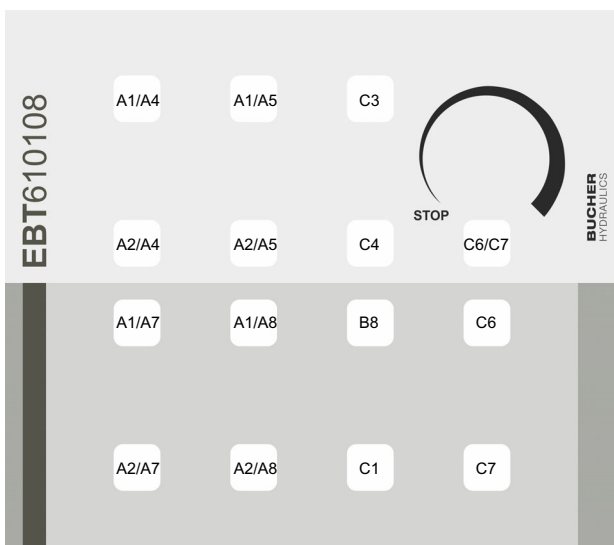 EBT610108
A1/A4 A1/A5 C3
STOP
BUCHER
HYDRAULICS
A2/A4 A2/A5 C4 C6/C7
A1/A7 A1/A8 B8 C6
A2/A7 A2/A8 C1 C7